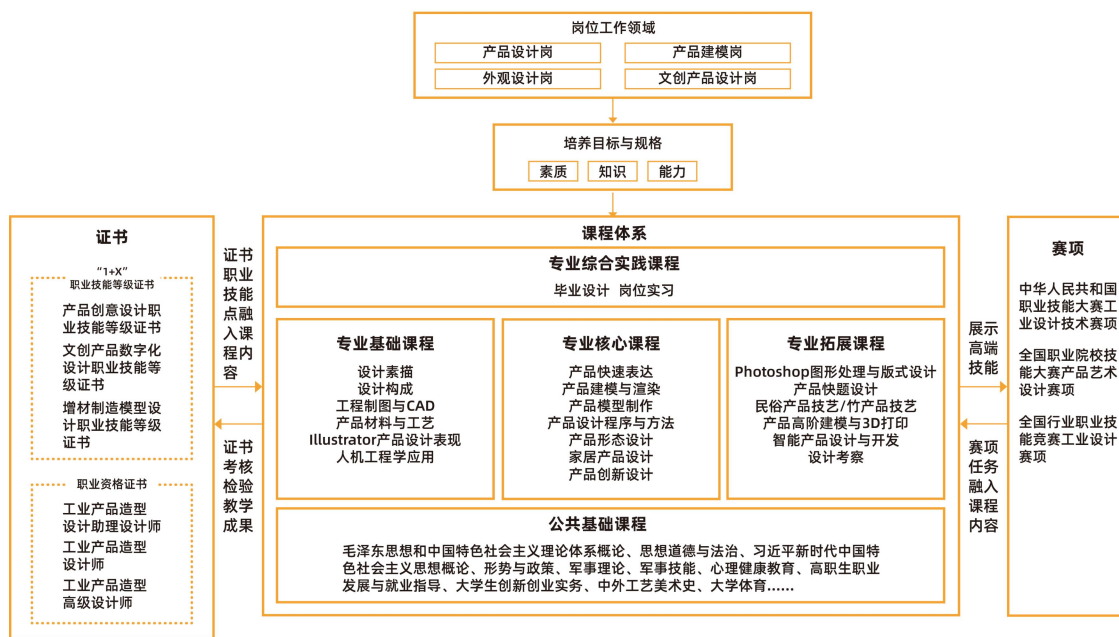 岗位工作领域
产品设计岗
产品建模岗
外观设计岗
文创产品设计岗
培养目标与规格
素质
知识
能力
证书
“1+X”
职业技能等级证书
产品创意设计职
业技能等级证书
文创产品数字化
设计职业技能等
级证书
增材制造模型设
计职业技能等级
证书
职业资格证书
工业产品造型
设计助理设计师
工业产品造型
设计师
工业产品造型
高级设计师
证书
职业
技能
点融
入课
程内
容
证书
考核
检验
教学
成果
课程体系
专业综合实践课程
毕业设计 岗位实习
专业基础课程
设计素描
设计构成
工程制图与CAD
产品材料与工艺
Illustrator产品设计表现
人机工程学应用
专业核心课程
产品快速表达
产品建模与渲染
产品模型制作
产品设计程序与方法
产品形态设计
家居产品设计
产品创新设计
专业拓展课程
Photoshop图形处理与版式设计
产品快题设计
民俗产品技艺/竹产品技艺
产品高阶建模与3D打印
智能产品设计与开发
设计考察
公共基础课程
毛泽东思想和中国特色社会主义理论体系概论、思想道德与法治、习近平新时代中国特
色社会主义思想概论、形势与政策、军事理论、军事技能、心理健康教育、高职生职业
发展与就业指导、大学生创新创业实务、中外工艺美术史、大学体育......
展示
高端
技能
赛项
任务
融入
课程
内容
赛项
中华人民共和国
职业技能大赛工
业设计技术赛项
全国职业院校技
能大赛产品艺术
设计赛项
全国行业职业技
能竞赛工业设计
赛项